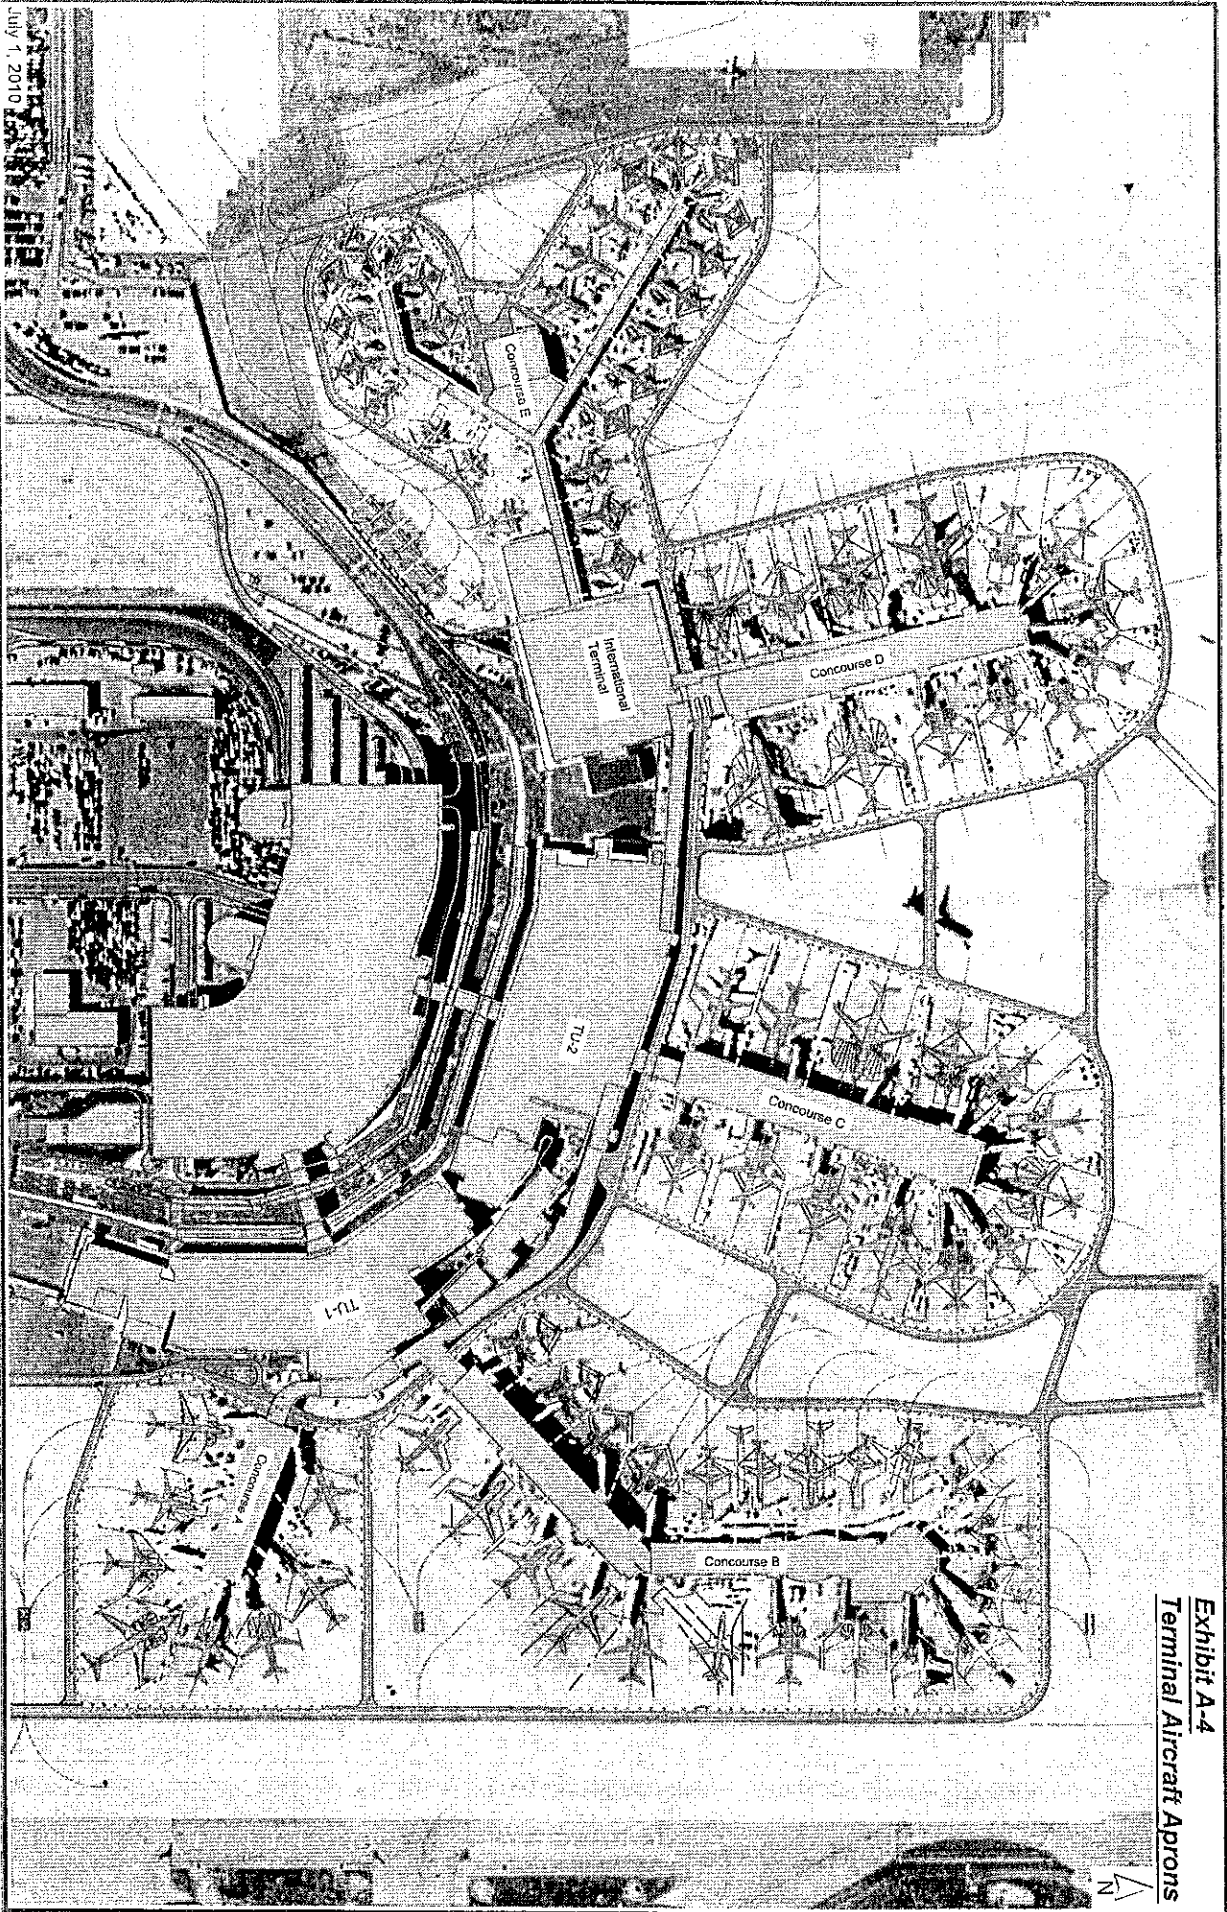 Exhibit A-4
Terminal Aircraft Aprons
N
Concourse E
International
Terminal
Concourse D
TU-2
Concourse C
TU-1
Concourse A
Concourse B
July 1, 2010